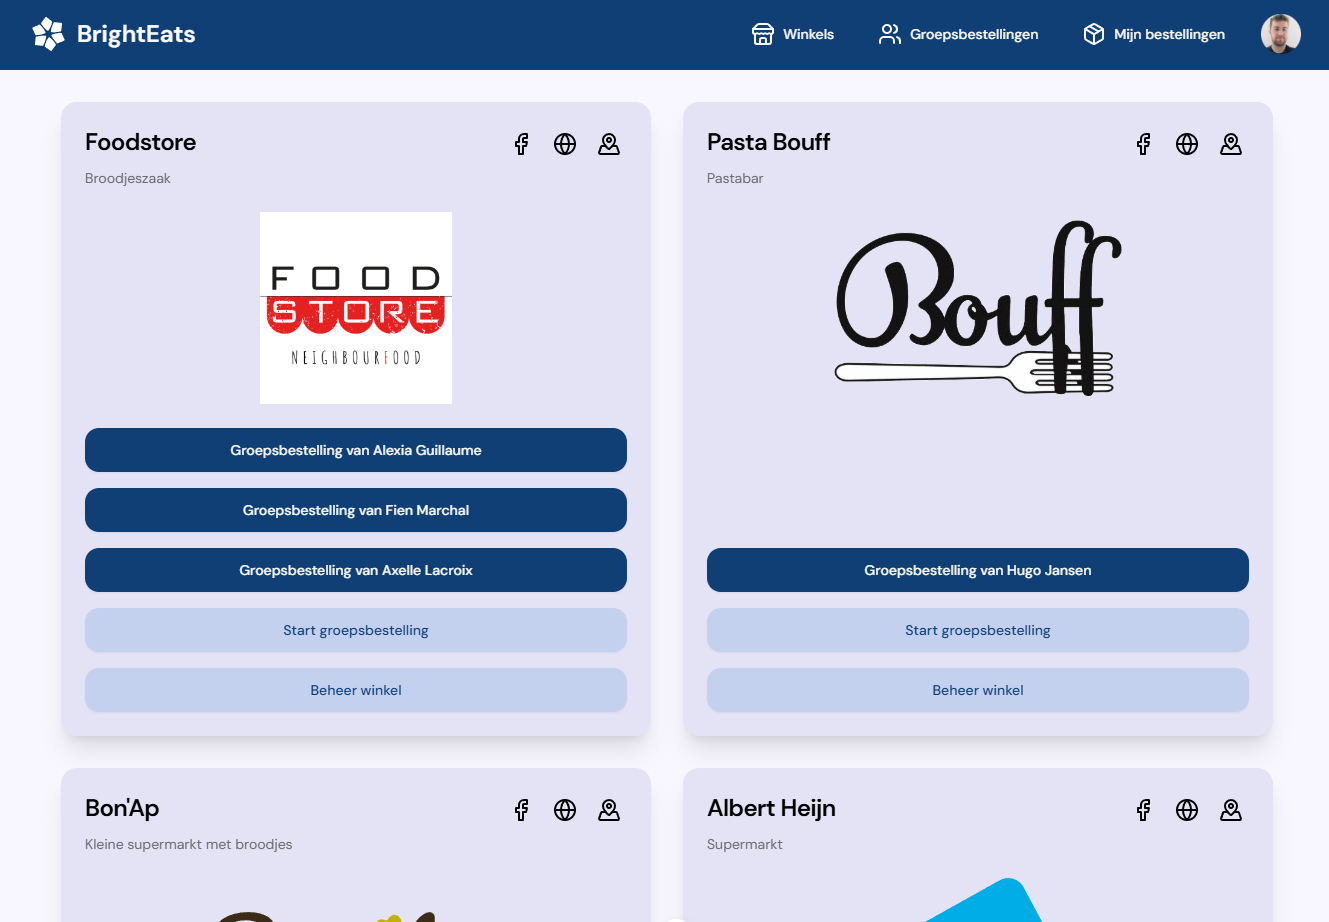 BrightEats
Winkels
Groepsbestellingen
Mijn bestellingen
Foodstore
Broodjeszaak
FOOD
STORE
NEIGHBOURFOOD
Groepsbestelling van Alexia Guillaume
Groepsbestelling van Fien Marchal
Groepsbestelling van Axelle Lacroix
Start groepsbestelling
Beheer winkel
Pasta Bouff
Pastabar
Bouff
Groepsbestelling van Hugo Jansen
Start groepsbestelling
Beheer winkel
Bon'Ap
Kleine supermarkt met broodjes
Albert Heijn
Supermarkt